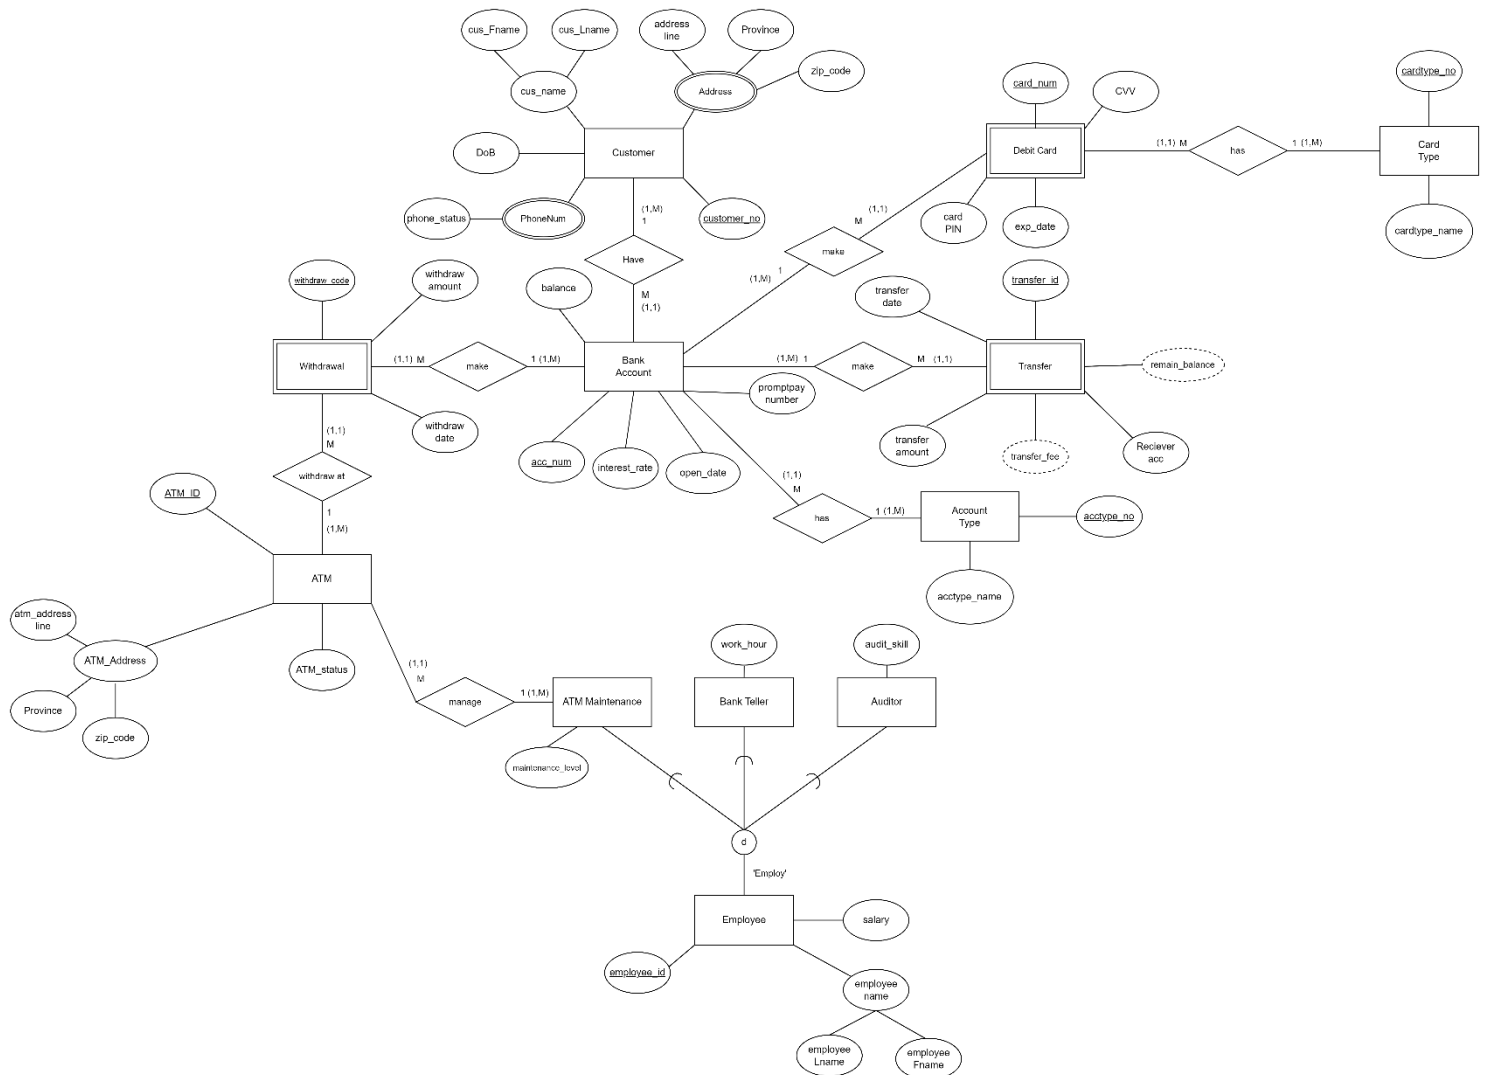 cus_Fname
cus_Lname
address
line
Province
zip_code
cus_name
Address
DoB
Customer
phone_status
PhoneNum
customer_no
(1,M)
1
Have
M
(1,1)
card_num
CVV
Debit Card
card
PIN
exp_date
(1,1) M
has
1 (1,M)
cardtype_no
Card
Type
cardtype_name
(1,1)
M
make
1
(1,M)
withdraw_code
withdraw
amount
Withdrawal
withdraw
date
(1,1) M
make
1 (1,M)
balance
Bank
Account
promptpay
number
acc_num
interest_rate
open_date
(1,M) 1
make
M (1,1)
transfer
date
transfer_id
Transfer
remain_balance
transfer
amount
transfer_fee
Reciever
acc
(1,1)
M
has
1 (1,M)
Account
Type
acctype_no
acctype_name
(1,1)
M
withdraw at
1
(1,M)
ATM_ID
ATM
atm_address
line
ATM_Address
Province
zip_code
ATM_status
(1,1)
M
manage
1 (1,M)
ATM Maintenance
maintenance_level
work_hour
Bank Teller
audit_skill
Auditor
d
'Employ'
Employee
salary
employee_id
employee
name
employee
Lname
employee
Fname